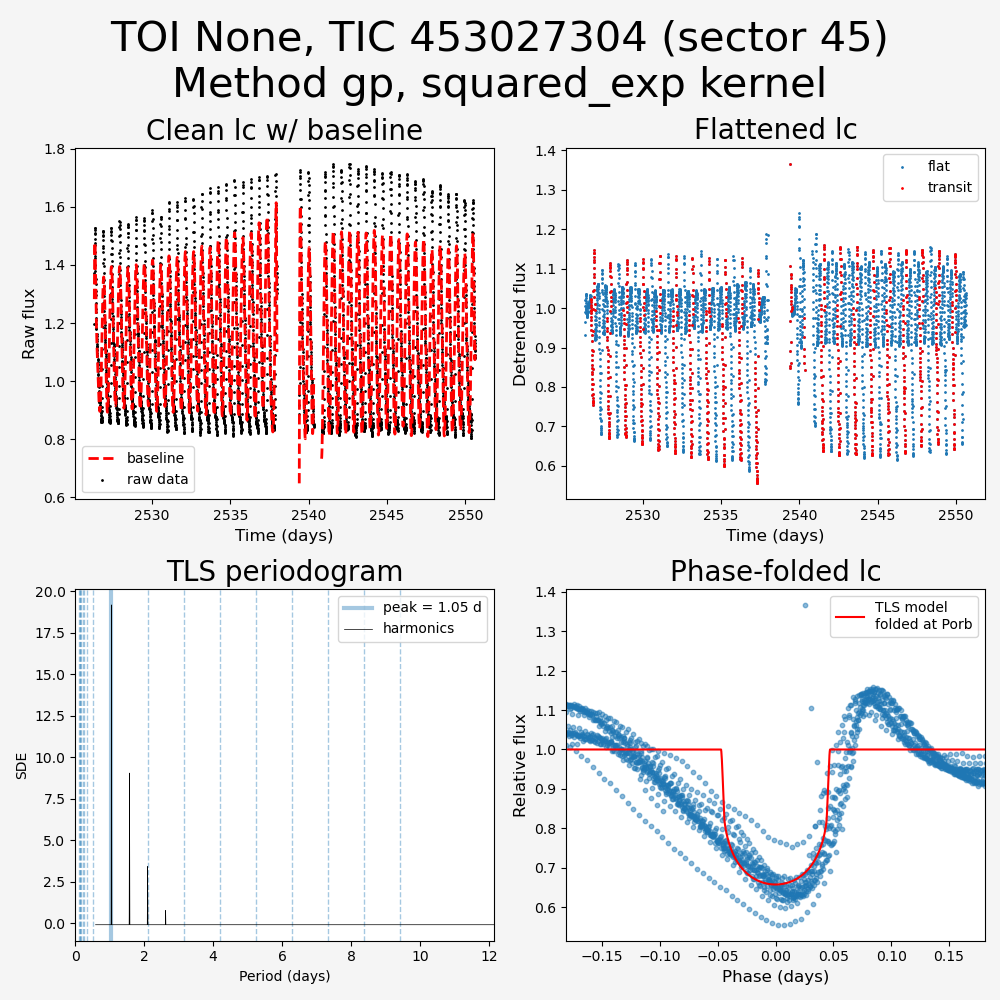 TOI None, TIC 453027304 (sector 45)
Method gp, squared_exp kernel
Clean lc w/ baseline
1.8
1.6
1.4
1.2
1.0
0.8
0.6
Raw flux
baseline
raw data
2530
2535
2540
2545
2550
Time (days)
Flattened lc
1.4
1.3
1.2
1.1
1.0
0.9
0.8
0.7
0.6
Detrended flux
flat
transit
2530
2535
2540
2545
2550
Time (days)
TLS periodogram
20.0
17.5
15.0
12.5
10.0
7.5
5.0
2.5
0.0
SDE
peak = 1.05 d
harmonics
0
2
4
6
8
10
12
Period (days)
Phase-folded lc
1.4
1.3
1.2
1.1
1.0
0.9
0.8
0.7
0.6
Relative flux
TLS model
folded at Porb
−0.15
−0.10
−0.05
0.00
0.05
0.10
0.15
Phase (days)